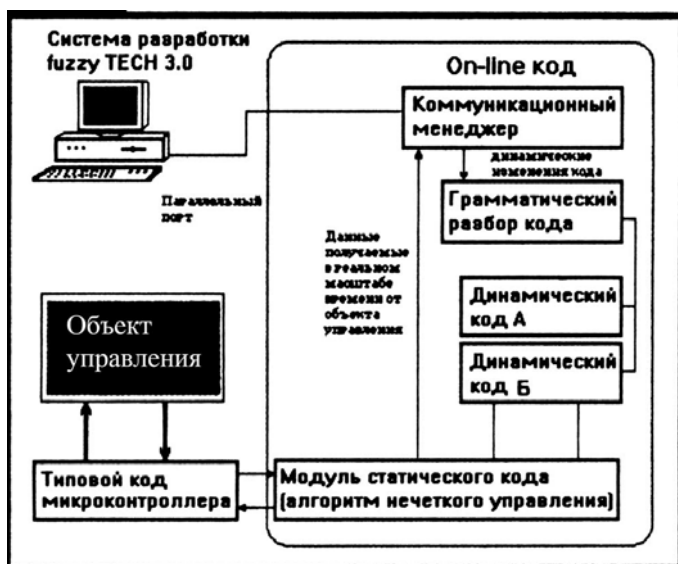 Система разработки
fuzzy TECH 3.0
On-line код
Коммуникационный
менеджер
динамические
изменения кода
Параллельный
порт
Грамматический
разбор кода
Данные
получаемые
в реальном
масштабе
времени от
объекта
управления
Динамический
код А
Объект
управления
Динамический
код Б
Типовой код
микроконтроллера
Модуль статического кода
(алгоритм нечеткого управления)